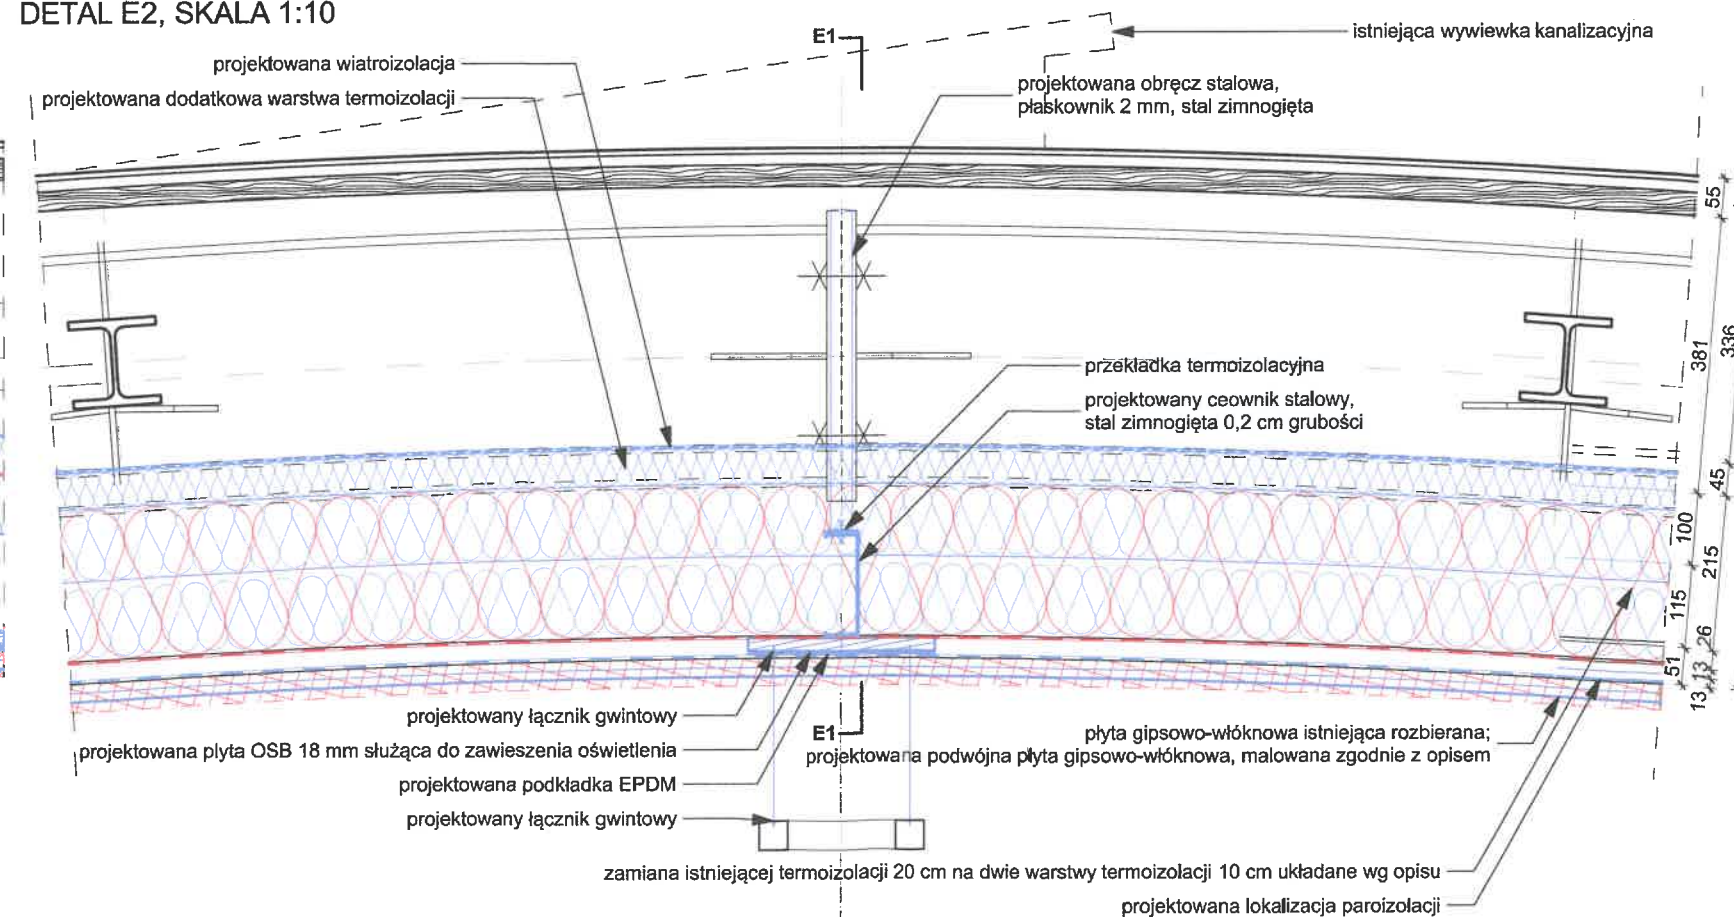 DETAL E2, SKALA 1:10
E1
istniejąca wywiewka kanalizacyjna
projektowana wiatroizolacja
projektowana dodatkowa warstwa termoizolacji
projektowana obręcz stalowa,
płaskownik 2 mm, stal zimnogięta
55
336
381
przekładka termoizolacyjna
projektowany ceownik stalowy,
stal zimnogięta 0,2 cm grubości
45
100
215
115
26
51
13
13
projektowany łącznik gwintowy
E1
płyta gipsowo-włóknowa istniejąca rozbierana;
projektowana płyta OSB 18 mm służąca do zawieszenia oświetlenia
projektowana podwójna płyta gipsowo-włóknowa, malowana zgodnie z opisem
projektowana podkładka EPDM
projektowany łącznik gwintowy
zamiana istniejącej termoizolacji 20 cm na dwie warstwy termoizolacji 10 cm układane wg opisu
projektowana lokalizacja paroizolacji